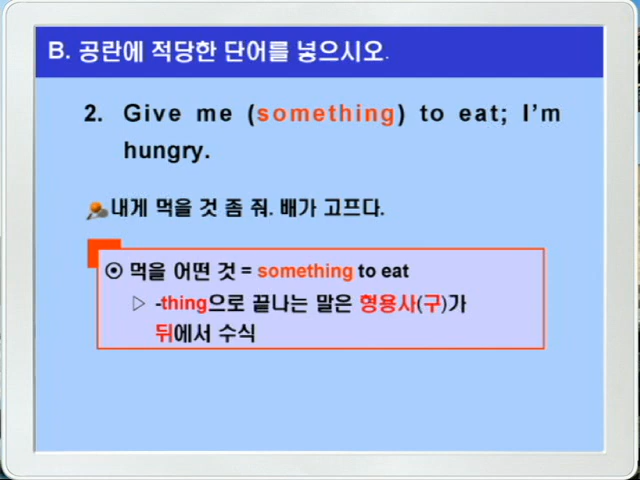 B. 공란에 적당한 단어를 넣으시오.
2. Give me (something) to eat; I'm
hungry.
내게 먹을 것 좀 줘. 배가 고프다.
⊙ 먹을 어떤 것 = something to eat
▷ -thing으로 끝나는 말은 형용사(구)가
뒤에서 수식